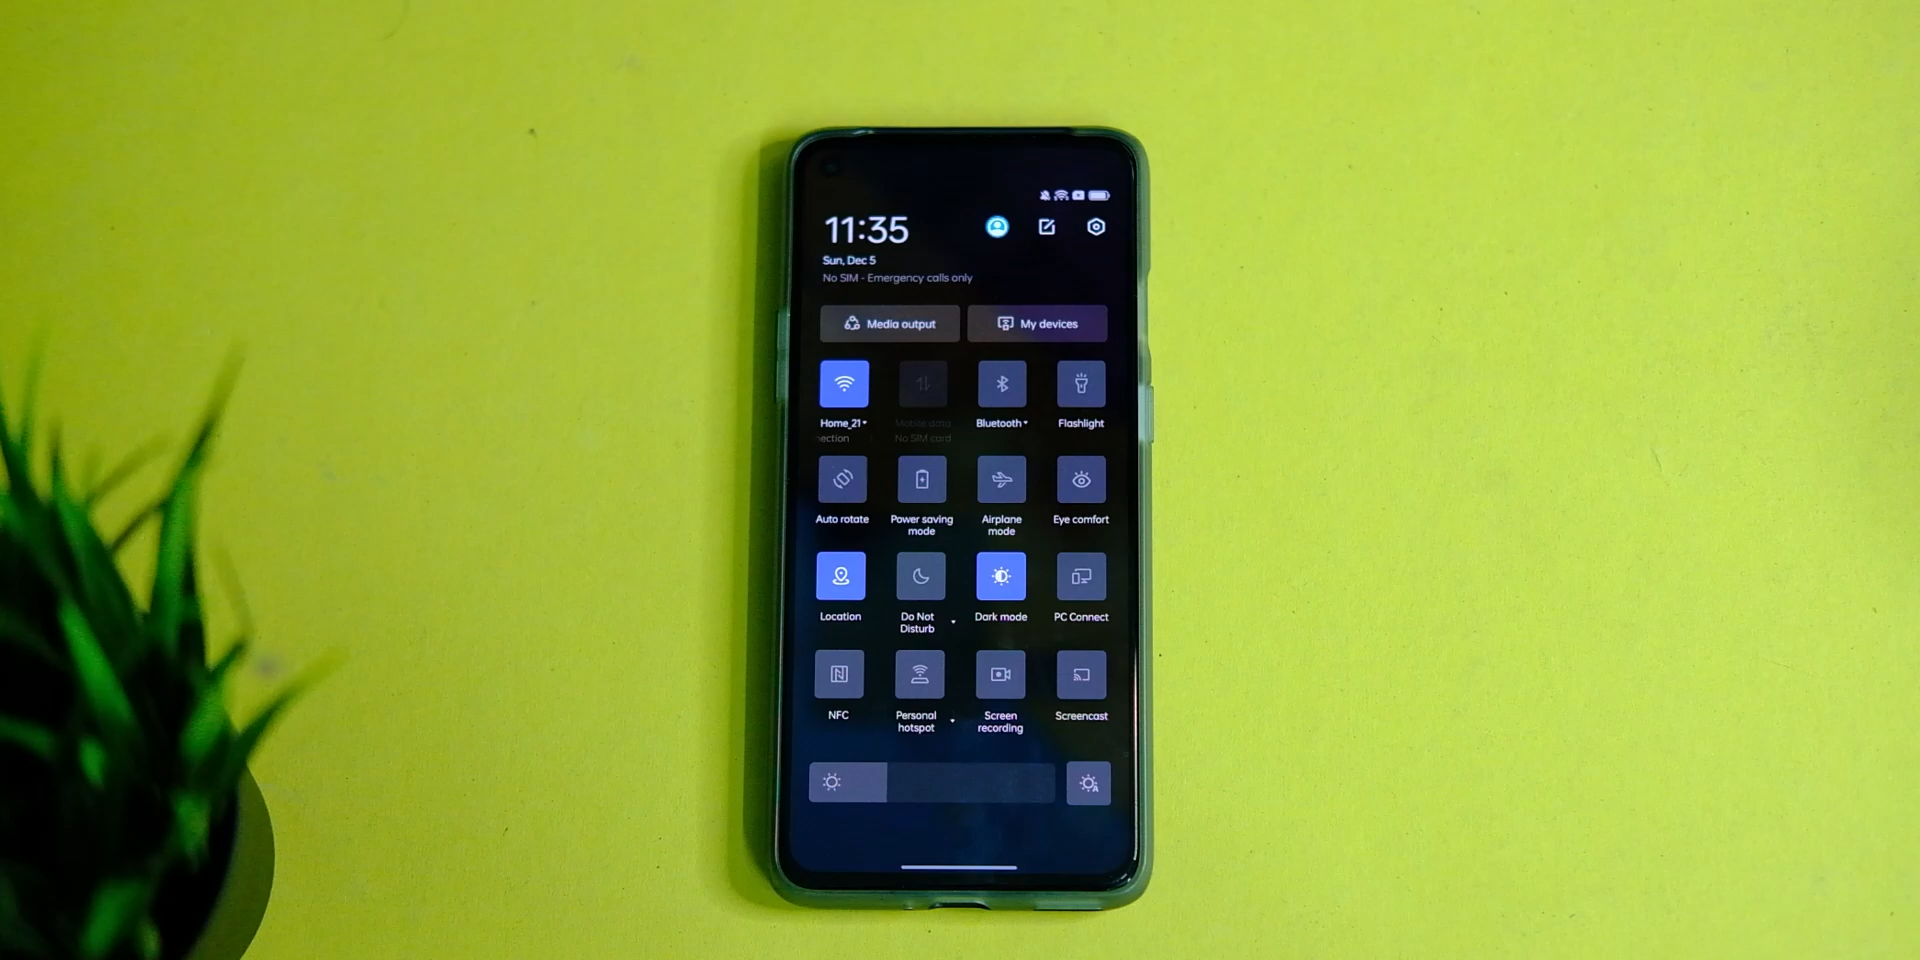 11:35
Sun, Dec 5
No SIM - Emergency calls only
Media output
My devices
Home_21
Mobile data
Bluetooth
Flashlight
ection
No SIM card
Auto rotate
Power saving
mode
Airplane
mode
Eye comfort
Location
Do Not
Disturb
Dark mode
PC Connect
NFC
Personal
hotspot
Screen
recording
Screencast